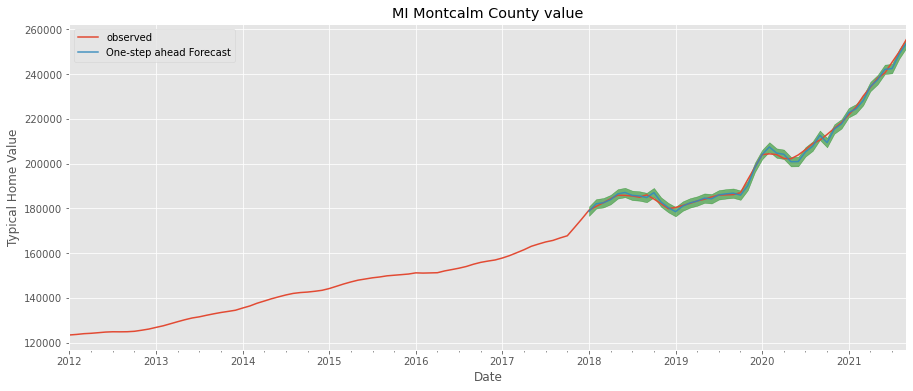 MI Montcalm County value
observed
One-step ahead Forecast
Typical Home Value
260000
240000
220000
200000
180000
160000
140000
120000
2012 2013 2014 2015 2016 2017 2018 2019 2020 2021
Date